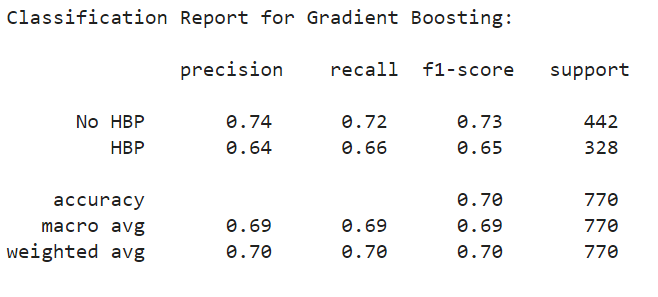 Classification Report for Gradient Boosting:
precision recall f1-score support
No HBP 0.74 0.72 0.73 442
HBP 0.64 0.66 0.65 328
accuracy 0.70 770
macro avg 0.69 0.69 0.69 770
weighted avg 0.70 0.70 0.70 770